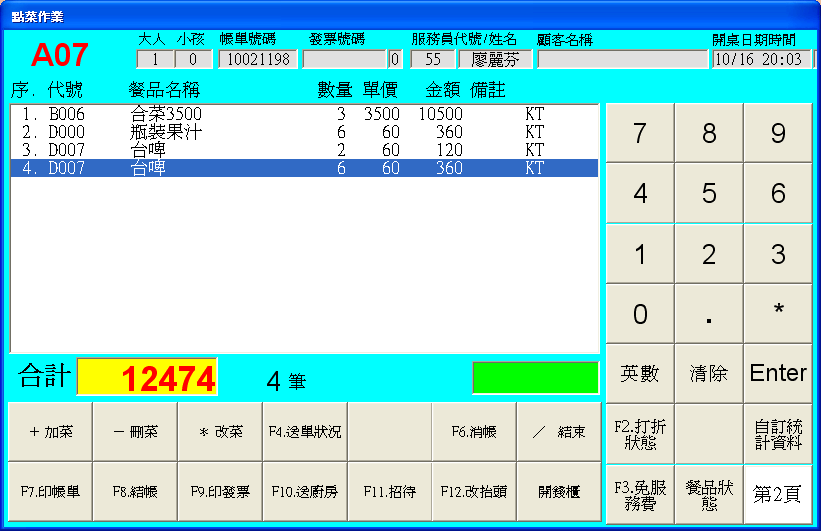 點菜作業
A07
大人 小孩 帳單號碼 發票號碼 服務員代號/姓名 顧客名稱 開桌日期時間
1 0 10021198 0 55 廖麗芬 10/16 20:03
序. 代號 餐品名稱 數量 單價 金額 備註
1. B006 合菜3500 3 3500 10500 KT
2. D000 瓶裝果汁 6 60 360 KT
3. D007 台啤 2 60 120 KT
4. D007 台啤 6 60 360 KT
合計 12474 4 筆
7 8 9
4 5 6
1 2 3
0 . *
英數 清除 Enter
F2.打折狀態 自訂統計資料
F3.免服務費 餐品狀態 第2頁
+ 加菜 - 刪菜 * 改菜 F4.送單狀況 F6.消帳 / 結束
F7.印帳單 F8.結帳 F9.印發票 F10.送廚房 F11.招待 F12.改抬頭 開錢櫃